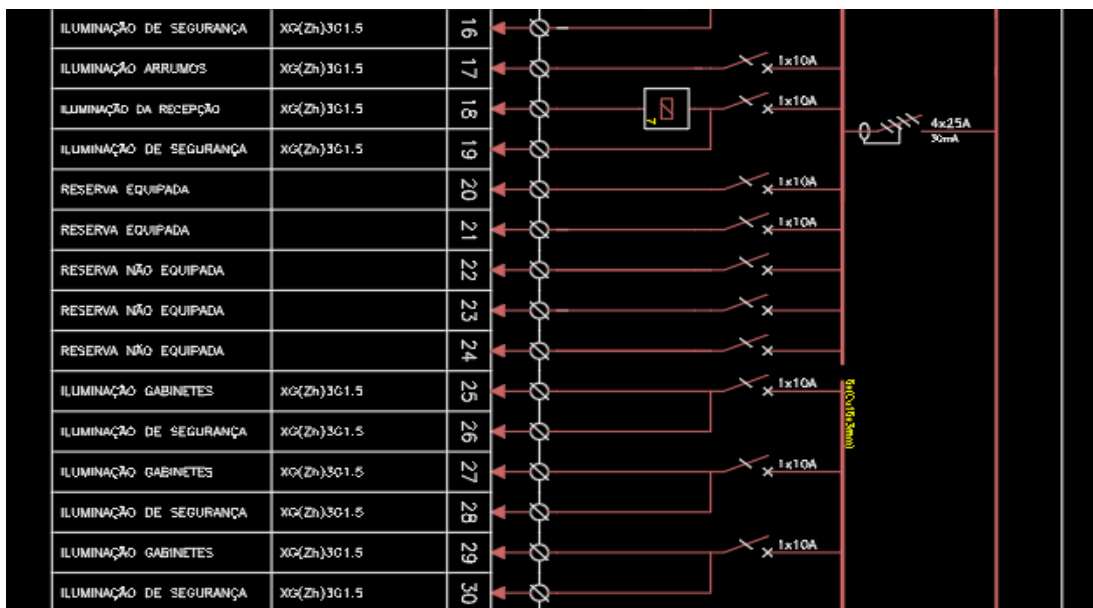 ILUMINAÇÃO DE SEGURANÇA XG(Zh)3G1.5 16
ILUMINAÇÃO ARRUMOS XG(Zh)3G1.5 17 1x10A
ILUMINAÇÃO DA RECEPÇÃO XG(Zh)3G1.5 18 7 1x10A
4x25A
30mA
ILUMINAÇÃO DE SEGURANÇA XG(Zh)3G1.5 19
RESERVA EQUIPADA 20 1x10A
RESERVA EQUIPADA 21 1x10A
RESERVA NÃO EQUIPADA 22
RESERVA NÃO EQUIPADA 23
RESERVA NÃO EQUIPADA 24
ILUMINAÇÃO GABINETES XG(Zh)3G1.5 25 1x10A
5x(Cu15x3mm)
ILUMINAÇÃO DE SEGURANÇA XG(Zh)3G1.5 26
ILUMINAÇÃO GABINETES XG(Zh)3G1.5 27 1x10A
ILUMINAÇÃO DE SEGURANÇA XG(Zh)3G1.5 28
ILUMINAÇÃO GABINETES XG(Zh)3G1.5 29 1x10A
ILUMINAÇÃO DE SEGURANÇA XG(Zh)3G1.5 30